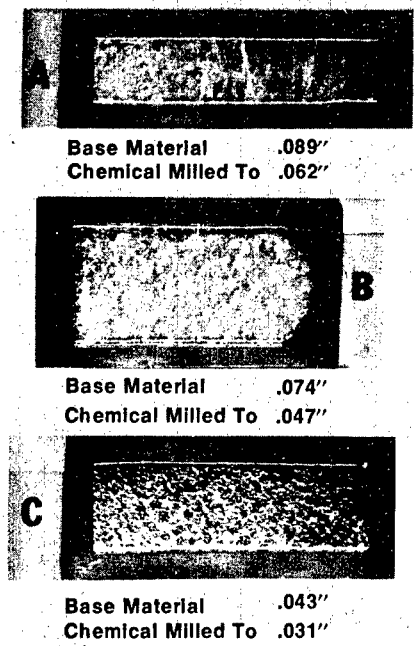 A
Base Material .089″
Chemical Milled To .062″
B
Base Material .074″
Chemical Milled To .047″
C
Base Material .043″
Chemical Milled To .031″